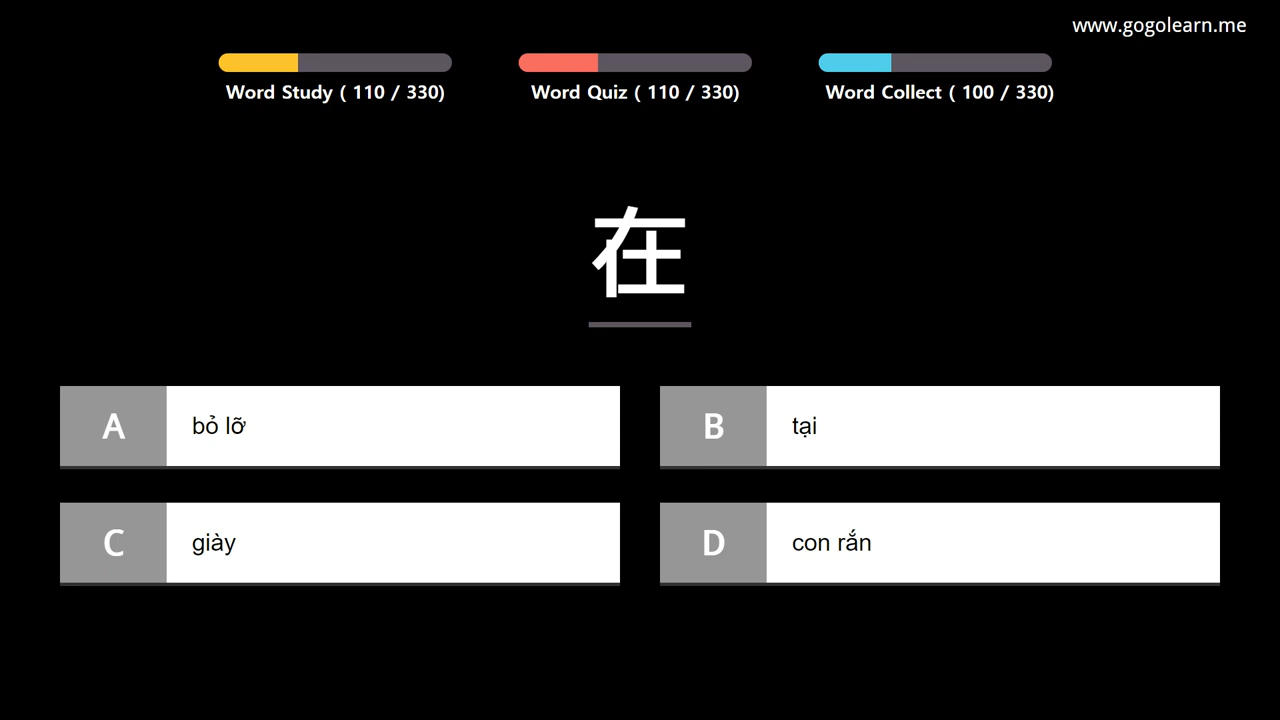 www.gogolearn.me
Word Study ( 110 / 330)
Word Quiz ( 110 / 330)
Word Collect ( 100 / 330)
在
A bỏ lỡ
B tại
C giày
D con rắn